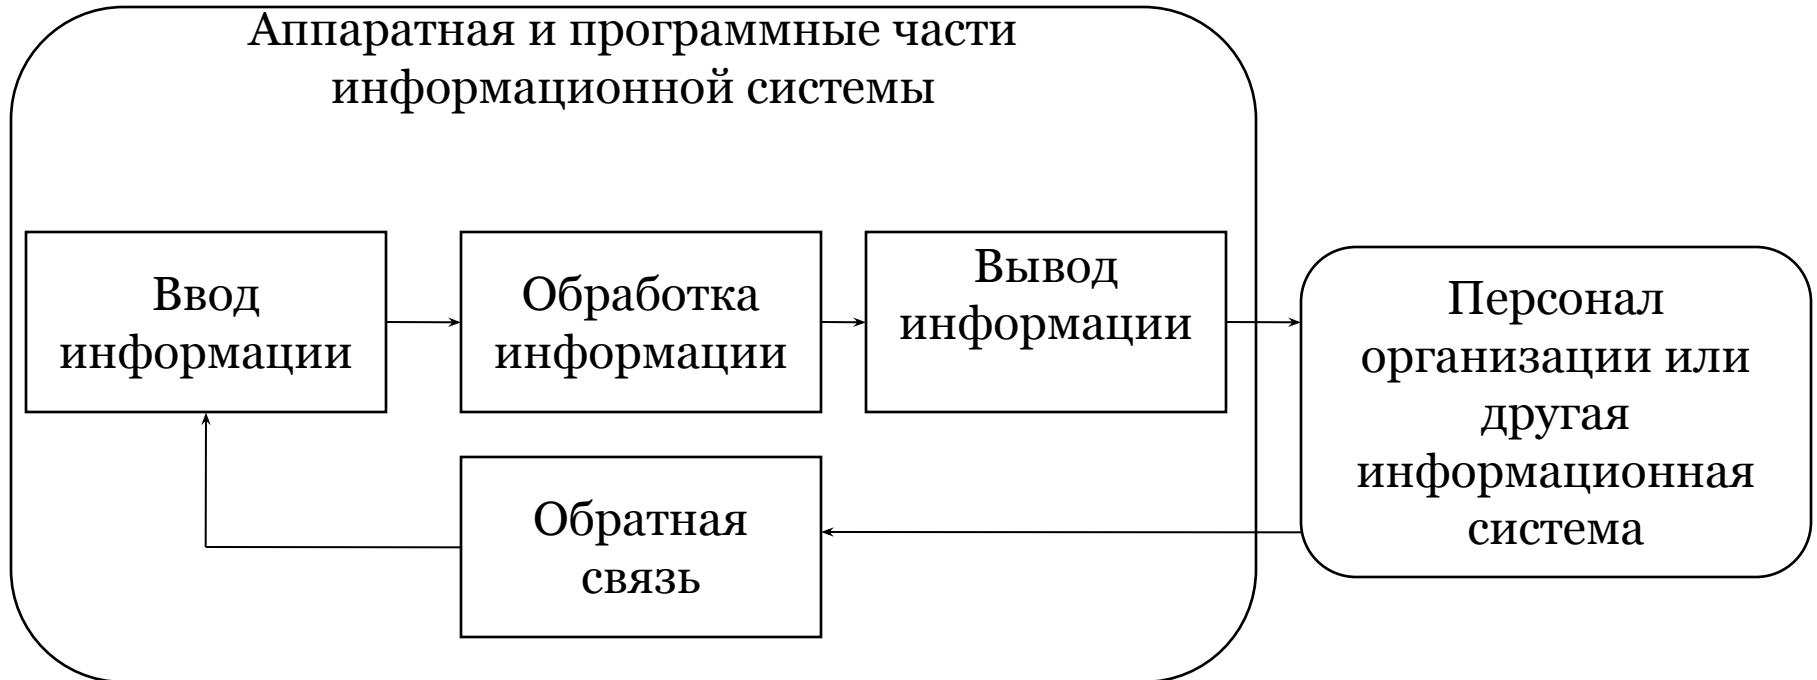 Аппаратная и программные части
информационной системы
Ввод
информации
Обработка
информации
Вывод
информации
Персонал
организации или
другая
информационная
система
Обратная
связь